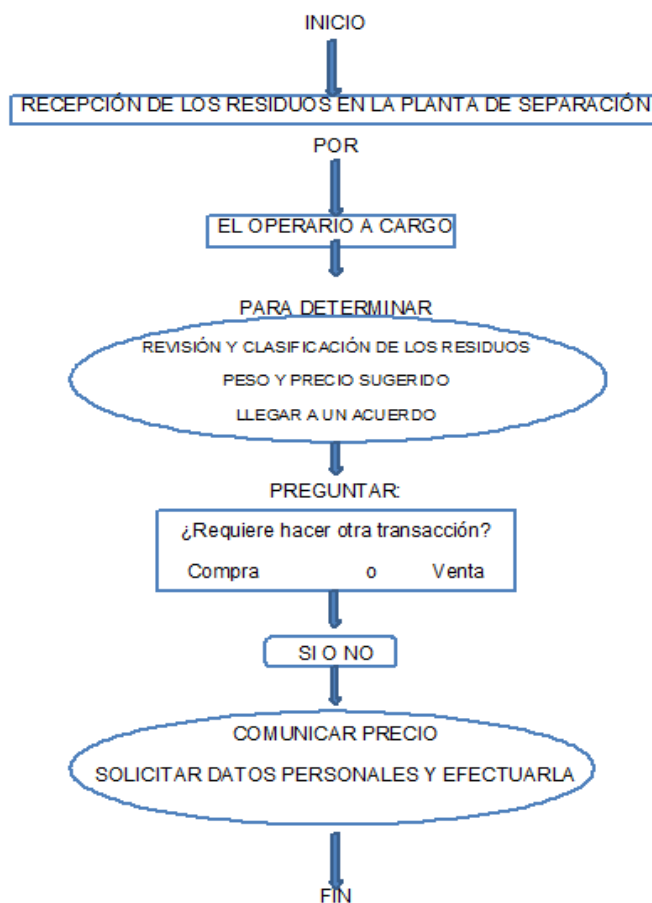 INICIO
RECEPCIÓN DE LOS RESIDUOS EN LA PLANTA DE SEPARACIÓN
POR
EL OPERARIO A CARGO
PARA DETERMINAR
REVISIÓN Y CLASIFICACIÓN DE LOS RESIDUOS
PESO Y PRECIO SUGERIDO
LLEGAR A UN ACUERDO
PREGUNTAR:
¿Requiere hacer otra transacción?
Compra o Venta
SI O NO
COMUNICAR PRECIO
SOLICITAR DATOS PERSONALES Y EFECTUARLA
FIN